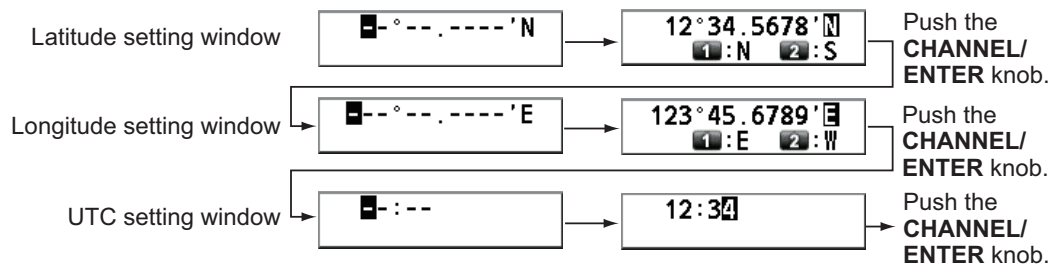 Latitude setting window
--°--.----'N
12°34.5678'N
1:N 2:S
Push the
CHANNEL/
ENTER knob.
Longitude setting window
---°--.----'E
123°45.6789'E
1:E 2:W
Push the
CHANNEL/
ENTER knob.
UTC setting window
--:--
12:34
Push the
CHANNEL/
ENTER knob.